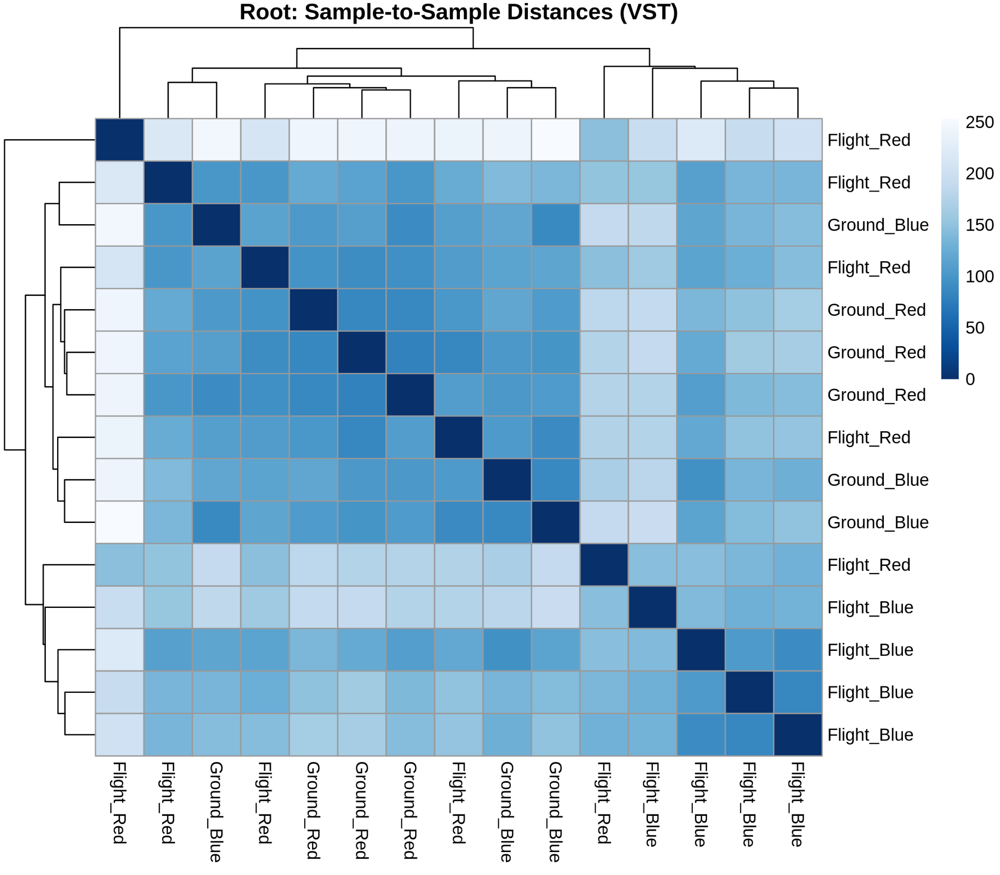 Root: Sample-to-Sample Distances (VST)
250
200
150
100
50
0
Flight_Red
Flight_Red
Ground_Blue
Flight_Red
Ground_Red
Ground_Red
Ground_Red
Flight_Red
Ground_Blue
Ground_Blue
Flight_Red
Flight_Blue
Flight_Blue
Flight_Blue
Flight_Blue
Flight_Red
Flight_Red
Ground_Blue
Flight_Red
Ground_Red
Ground_Red
Ground_Red
Flight_Red
Ground_Blue
Ground_Blue
Flight_Red
Flight_Blue
Flight_Blue
Flight_Blue
Flight_Blue